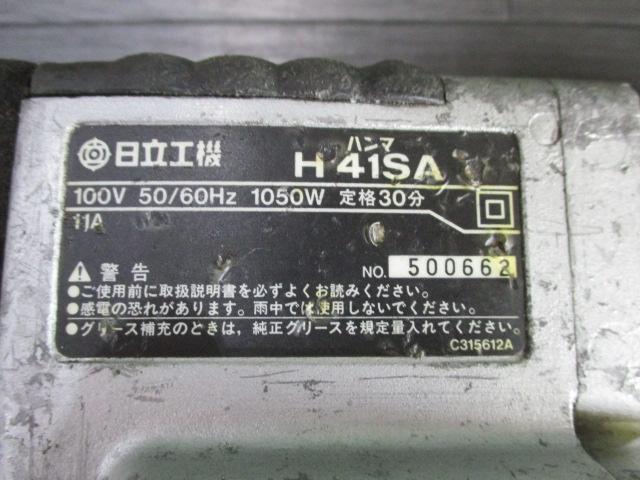 日立工機
ハンマ
H 41SA
100V 50/60Hz 1050W 定格30分
11A
NO. 500662
警告
●ご使用前に取扱説明書を必ずよくお読みください。
●感電の恐れがあります。雨中では使用しないでください。
●グリース補充のときは,純正グリースを規定量入れてください。
C315612A